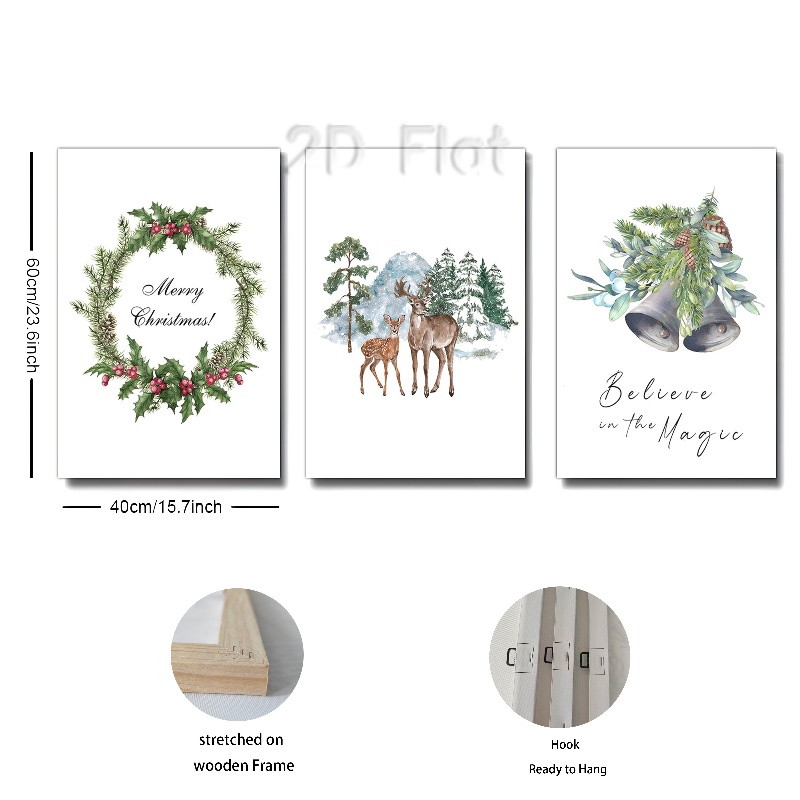 2D Flat
60cm/23.6inch
Merry
Christmas!
Believe
in the Magic
40cm/15.7inch
stretched on
wooden Frame
Hook
Ready to Hang